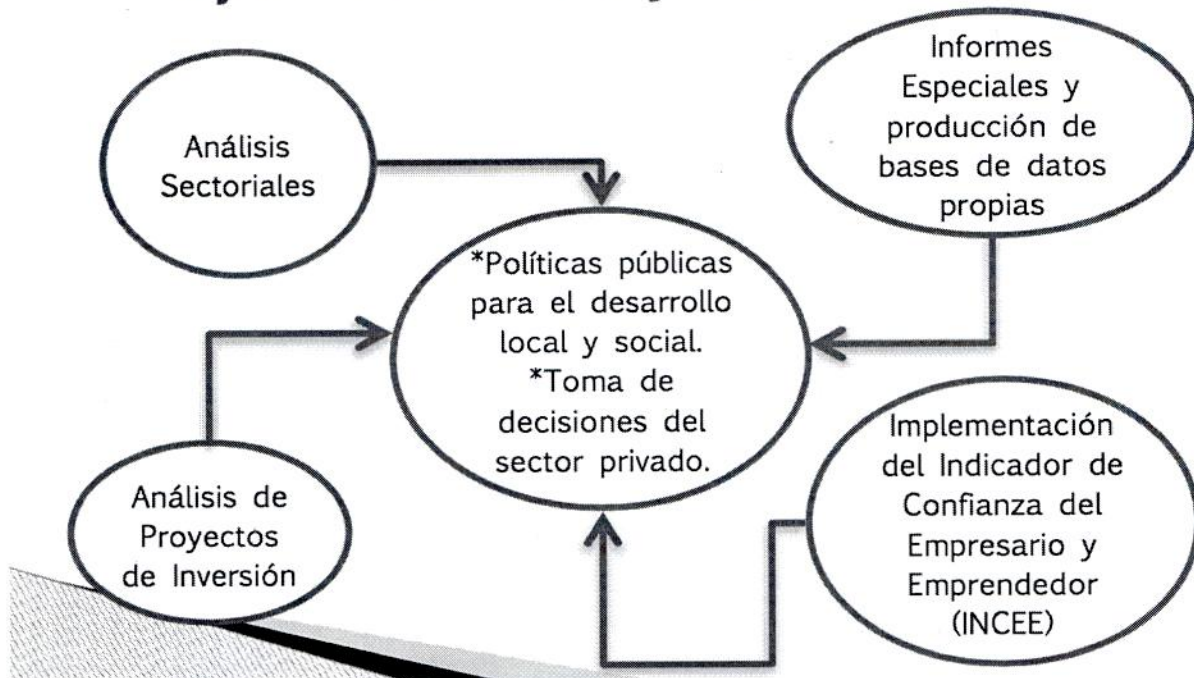 Análisis
Sectoriales
Informes
Especiales y
producción de
bases de datos
propias
*Políticas públicas
para el desarrollo
local y social.
*Toma de
decisiones del
sector privado.
Análisis de
Proyectos
de Inversión
Implementación
del Indicador de
Confianza del
Empresario y
Emprendedor
(INCEE)